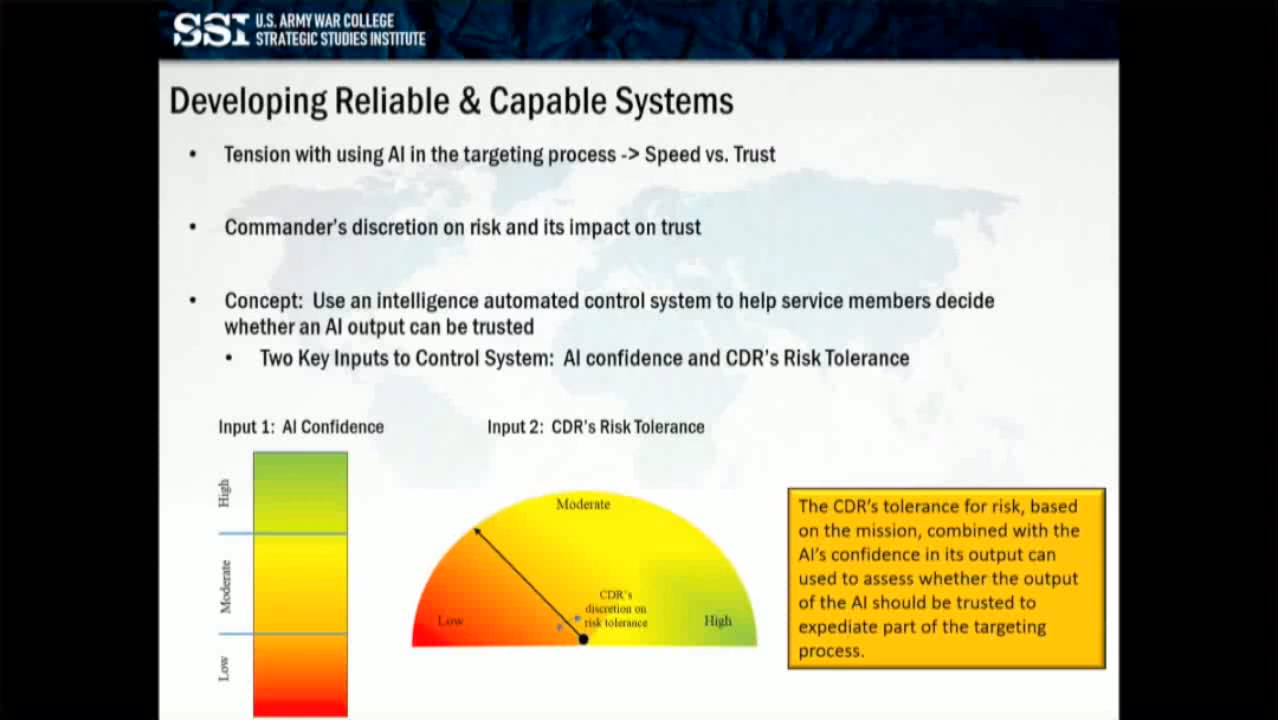 SSI U.S. ARMY WAR COLLEGE
STRATEGIC STUDIES INSTITUTE
Developing Reliable & Capable Systems
• Tension with using AI in the targeting process -> Speed vs. Trust
• Commander's discretion on risk and its impact on trust
• Concept: Use an intelligence automated control system to help service members decide
whether an AI output can be trusted
• Two Key Inputs to Control System: AI confidence and CDR's Risk Tolerance
Input 1: AI Confidence
High
Moderate
Low
Input 2: CDR's Risk Tolerance
Moderate
Low
CDR's
discretion on
risk tolerance
High
The CDR's tolerance for risk, based
on the mission, combined with the
AI's confidence in its output can
used to assess whether the output
of the AI should be trusted to
expediate part of the targeting
process.